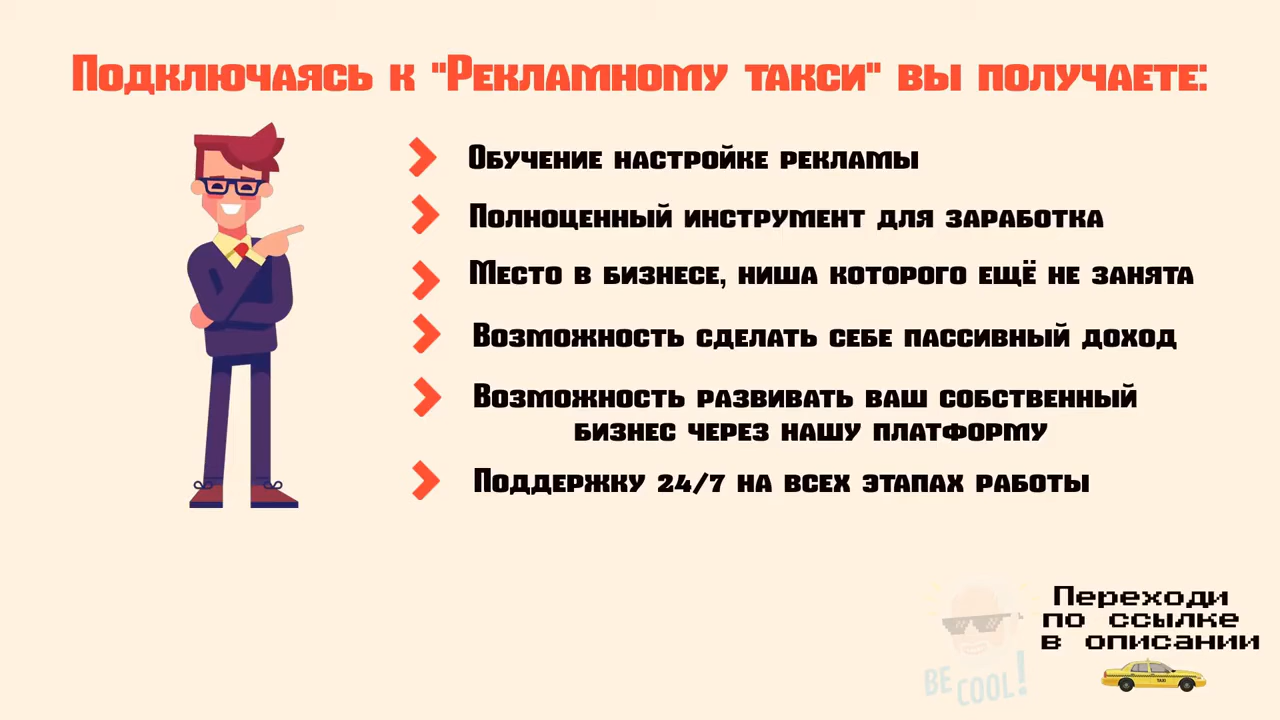 Подключаясь к "Рекламному такси" вы получаете:
Обучение настройке рекламы
Полноценный инструмент для заработка
Место в бизнесе, ниша которого ещё не занята
Возможность сделать себе пассивный доход
Возможность развивать ваш собственный
бизнес через нашу платформу
Поддержку 24/7 на всех этапах работы
Переходи
по ссылке
в описании
BE
COOL!
TAXI